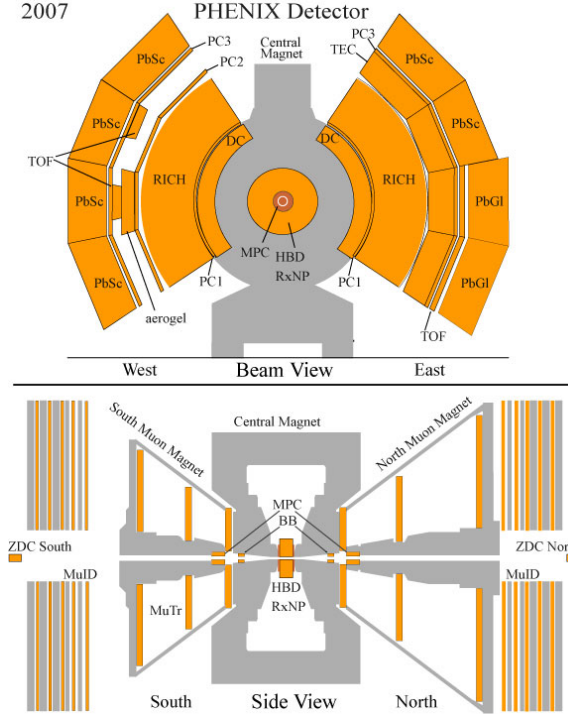 2007
PHENIX Detector
Central
Magnet
PC3
PC2
PbSc
PbSc
PbSc
PbSc
TOF
DC
RICH
MPC
HBD
RxNP
PC1
aerogel
PC3
TEC
PbSc
PbSc
DC
RICH
PbGl
PbGl
PC1
TOF
West
Beam View
East
South Muon Magnet
Central Magnet
North Muon Magnet
MPC
BB
ZDC South
ZDC Nor
MuID
MuID
HBD
RxNP
MuTr
South
Side View
North